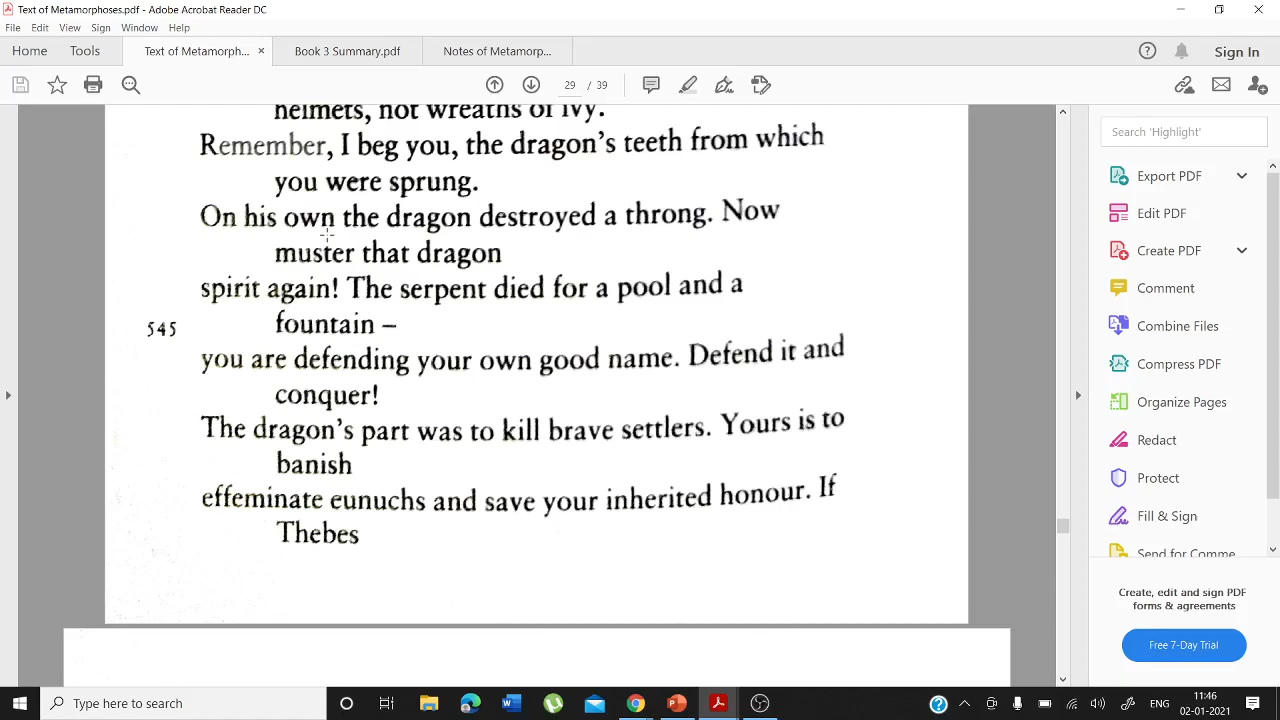 Text of Metamorphoses.pdf - Adobe Acrobat Reader DC
File Edit View Sign Window Help
Home Tools Text of Metamorph... × Book 3 Summary.pdf Notes of Metamorp... Sign In
29 / 39
helmets, not wreaths of ivy.
Remember, I beg you, the dragon's teeth from which
you were sprung.
On his own the dragon destroyed a throng. Now
muster that dragon
spirit again! The serpent died for a pool and a
545 fountain –
you are defending your own good name. Defend it and
conquer!
The dragon's part was to kill brave settlers. Yours is to
banish
effeminate eunuchs and save your inherited honour. If
Thebes
Search 'Highlight'
Export PDF
Edit PDF
Create PDF
Comment
Combine Files
Compress PDF
Organize Pages
Redact
Protect
Fill & Sign
Send for Comme
Create, edit and sign PDF
forms & agreements
Free 7-Day Trial
Type here to search
ENG
11:46
02-01-2021